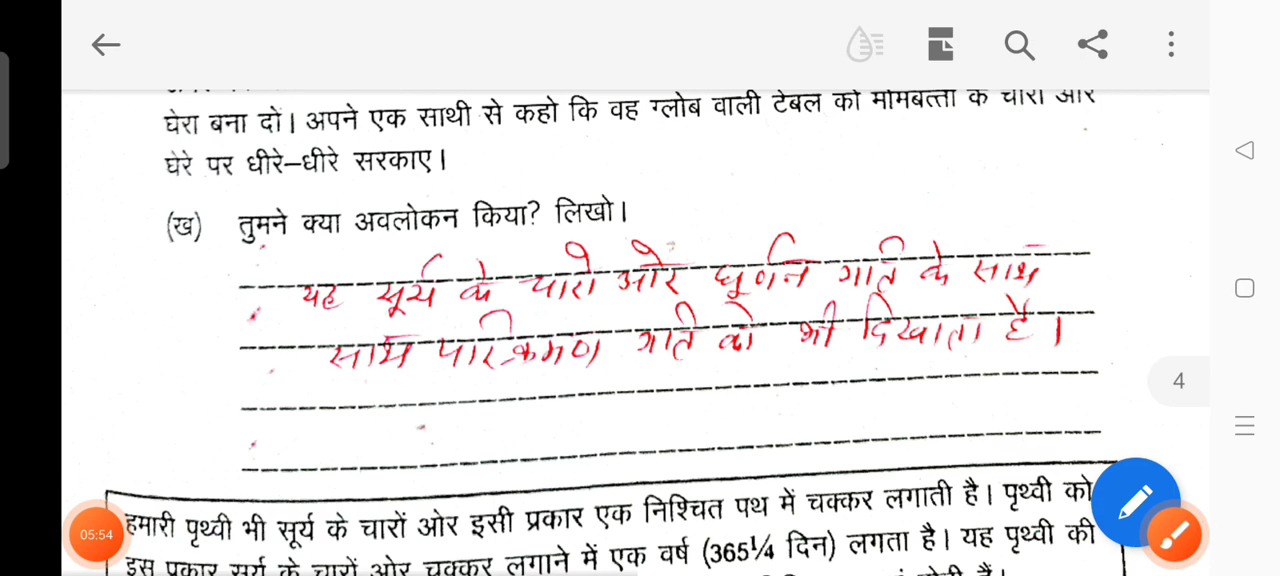 घेरा बना दो। अपने एक साथी से कहो कि वह ग्लोब वाली टेबल को मोमबत्ती के चारों ओर
घेरे पर धीरे–धीरे सरकाए।
(ख) तुमने क्या अवलोकन किया? लिखो।
यह सूर्य के चारो ओर घूर्णन गति के साथ
साथ परिक्रमण गति को भी दिखाता है।
4
हमारी पृथ्वी भी सूर्य के चारों ओर इसी प्रकार एक निश्चित पथ में चक्कर लगाती है। पृथ्वी को
05:54
इस प्रकार सूर्य के चारों ओर चक्कर लगाने में एक वर्ष (365¼ दिन) लगता है। यह पृथ्वी की